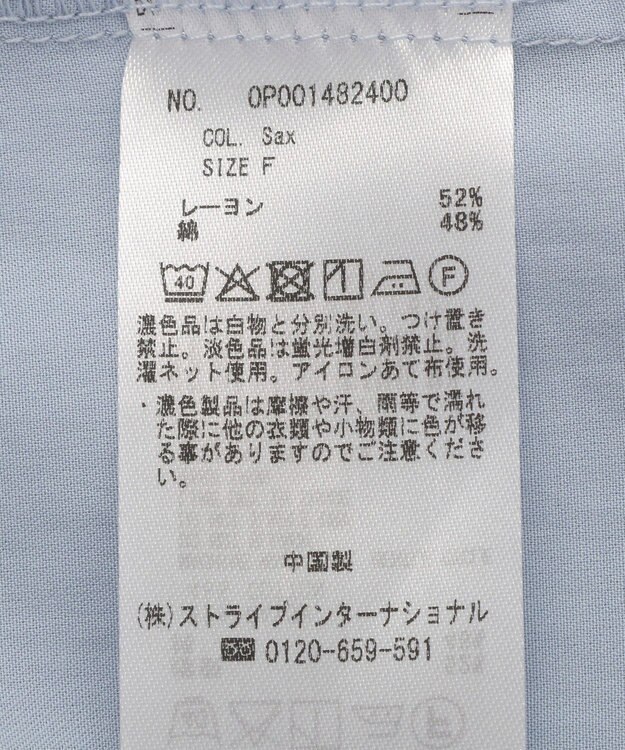 NO. 0P001482400
COL. Sax
SIZE F
レーヨン 52%
綿 48%
40 F
濃色品は白物と分別洗い。つけ置き
禁止。淡色品は蛍光増白剤禁止。洗
濯ネット使用。アイロンあて布使用。
・濃色製品は摩擦や汗、雨等で濡れ
た際に他の衣類や小物類に色が移
る事がありますのでご注意くださ
い。
中国製
(株)ストライプインターナショナル
0120-659-591